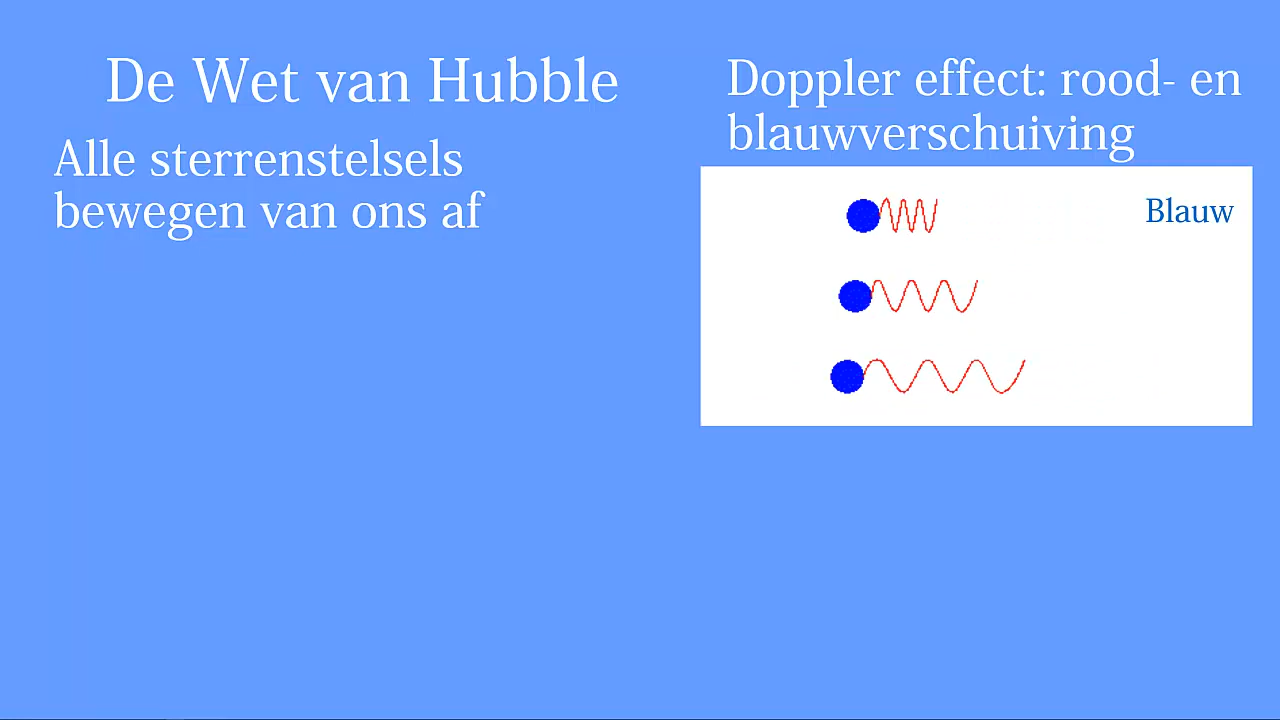 De Wet van Hubble
Alle sterrenstelsels
bewegen van ons af
Doppler effect: rood- en
blauwverschuiving
Blauw